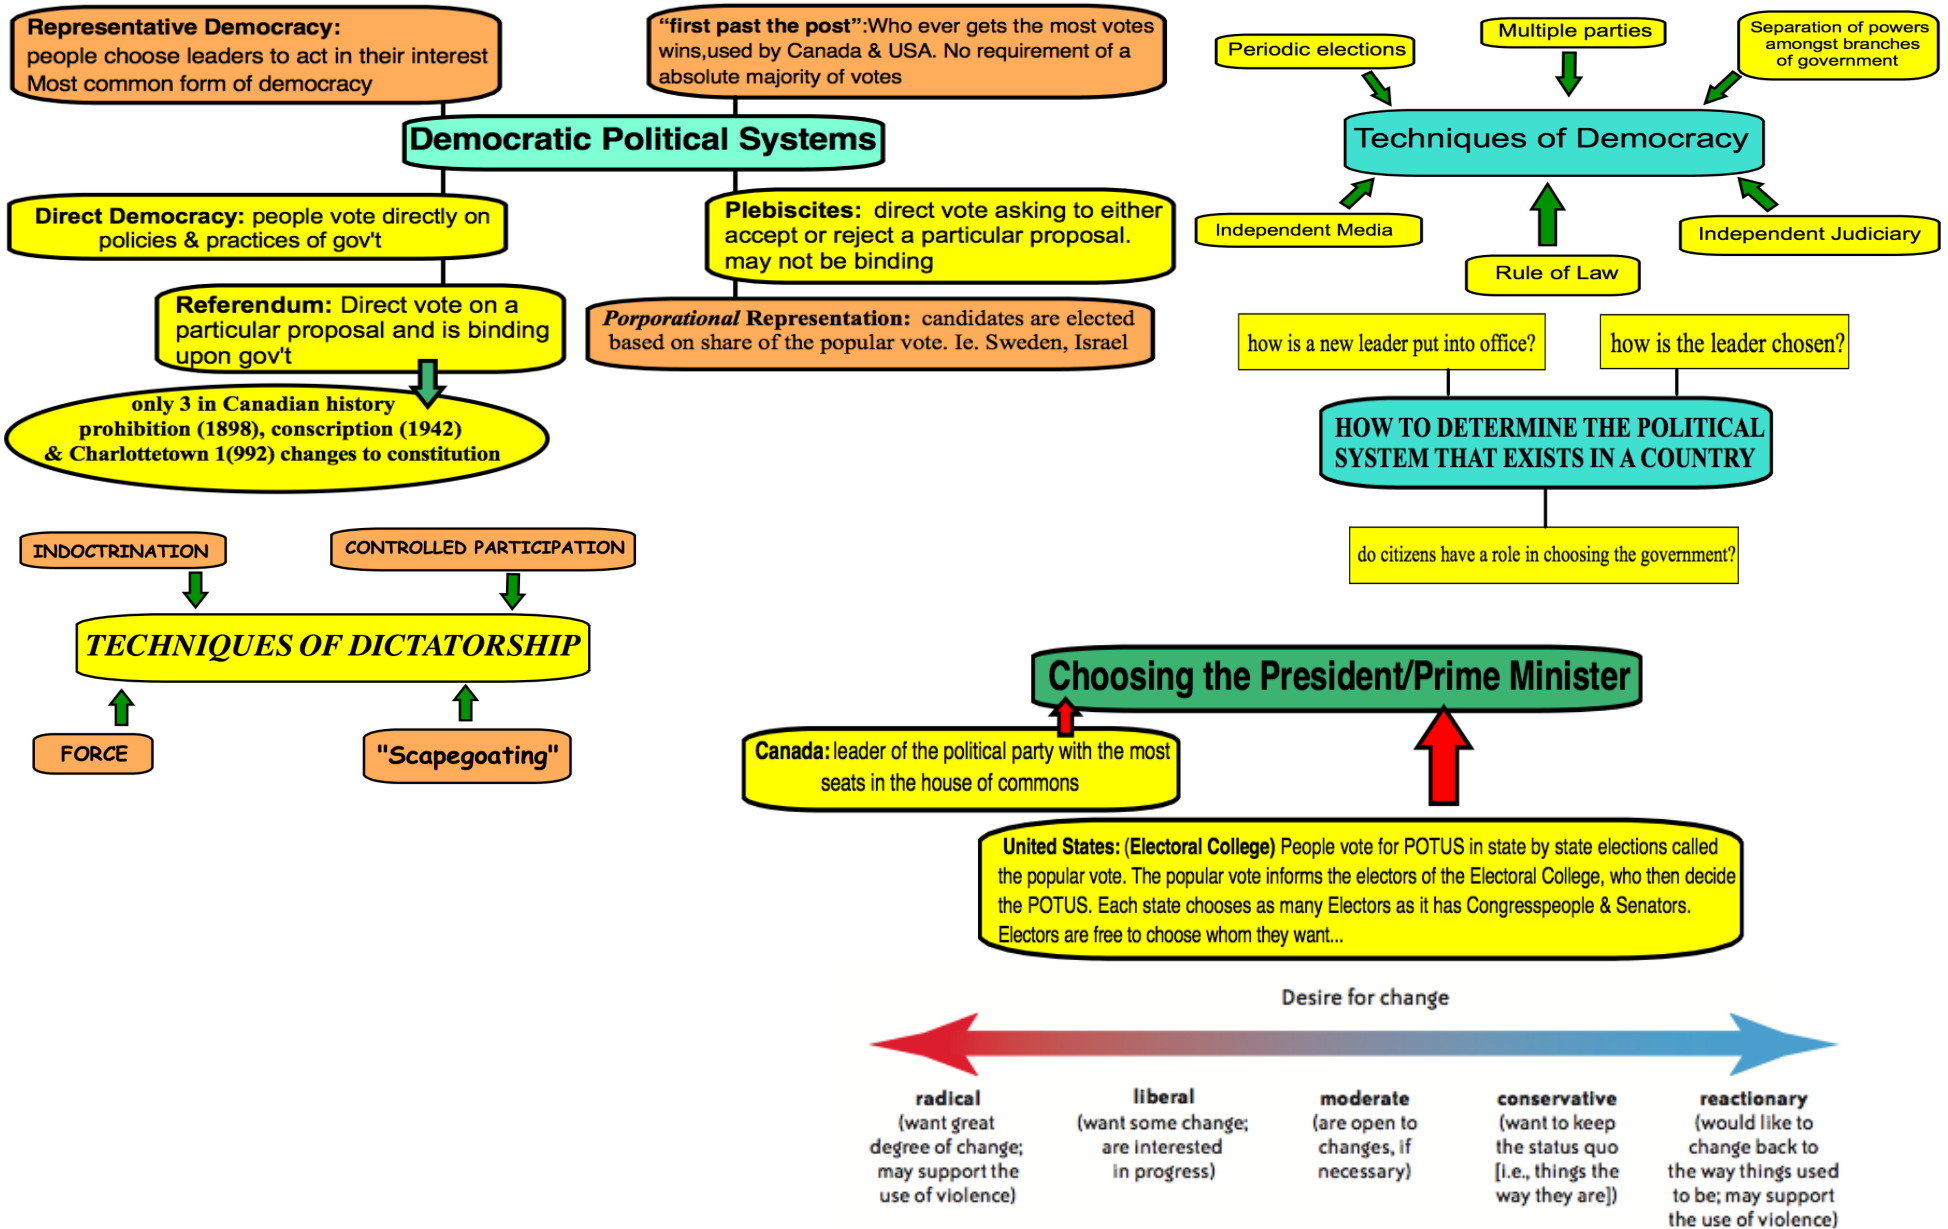 Representative Democracy:
people choose leaders to act in their interest
Most common form of democracy
“first past the post”:Who ever gets the most votes
wins,used by Canada & USA. No requirement of a
absolute majority of votes
Democratic Political Systems
Direct Democracy: people vote directly on
policies & practices of gov't
Plebiscites: direct vote asking to either
accept or reject a particular proposal.
may not be binding
Referendum: Direct vote on a
particular proposal and is binding
upon gov't
Porporational Representation: candidates are elected
based on share of the popular vote. Ie. Sweden, Israel
only 3 in Canadian history
prohibition (1898), conscription (1942)
& Charlottetown 1(992) changes to constitution
Periodic elections
Multiple parties
Separation of powers
amongst branches
of government
Techniques of Democracy
Independent Media
Rule of Law
Independent Judiciary
how is a new leader put into office?
how is the leader chosen?
HOW TO DETERMINE THE POLITICAL
SYSTEM THAT EXISTS IN A COUNTRY
do citizens have a role in choosing the government?
INDOCTRINATION
CONTROLLED PARTICIPATION
TECHNIQUES OF DICTATORSHIP
FORCE
"Scapegoating"
Choosing the President/Prime Minister
Canada: leader of the political party with the most
seats in the house of commons
United States: (Electoral College) People vote for POTUS in state by state elections called
the popular vote. The popular vote informs the electors of the Electoral College, who then decide
the POTUS. Each state chooses as many Electors as it has Congresspeople & Senators.
Electors are free to choose whom they want...
Desire for change
radical
(want great
degree of change;
may support the
use of violence)
liberal
(want some change;
are interested
in progress)
moderate
(are open to
changes, if
necessary)
conservative
(want to keep
the status quo
[i.e., things the
way they are])
reactionary
(would like to
change back to
the way things used
to be; may support
the use of violence)